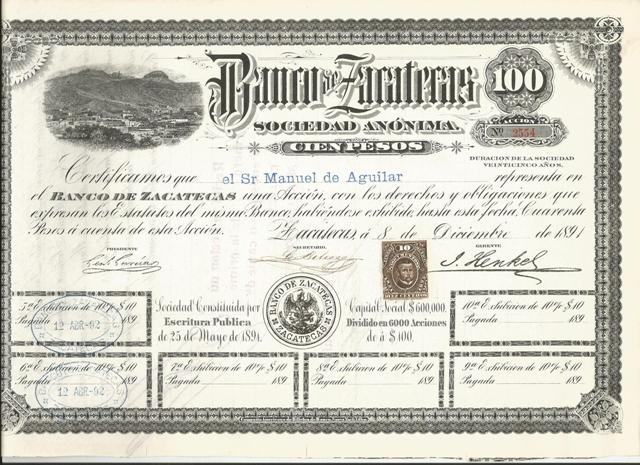 Banco de Zacatecas
100
SOCIEDAD ANÓNIMA.
ACCIÓN
Nº 2554
CIEN PESOS
DURACION DE LA SOCIEDAD
VEINTICINCO AÑOS.
Certificamos que el Sr Manuel de Aguilar representa en
el BANCO DE ZACATECAS una Acción, con los derechos y obligaciones que
expresan los Estatutos del mismo Banco, habiéndose exhibido, hasta esta fecha, Cuarenta
Pesos á cuenta de esta Acción. Zacatecas, á 8 de Diciembre de 1891
PRESIDENTE
SECRETARIO.
GERENTE
J. Henkel
10
5ª Exhibicion de 10% $10
Pagada 189
12 ABR-92
Sociedad Constituida por
Escritura Publica
de 25 de Mayo de 1891.
BANCO DE ZACATECAS
ZACATECAS
Capital Social $600,000.
Dividido en 6000 Acciones
de á $100.
10ª Exhibicion de 10% $10
Pagada 189
6ª Exhibicion de 10% $10
Pagada 189
12 ABR-92
7ª Exhibicion de 10% $10
Pagada 189
8ª Exhibicion de 10% $10
Pagada 189
9ª Exhibicion de 10% $10
Pagada 189